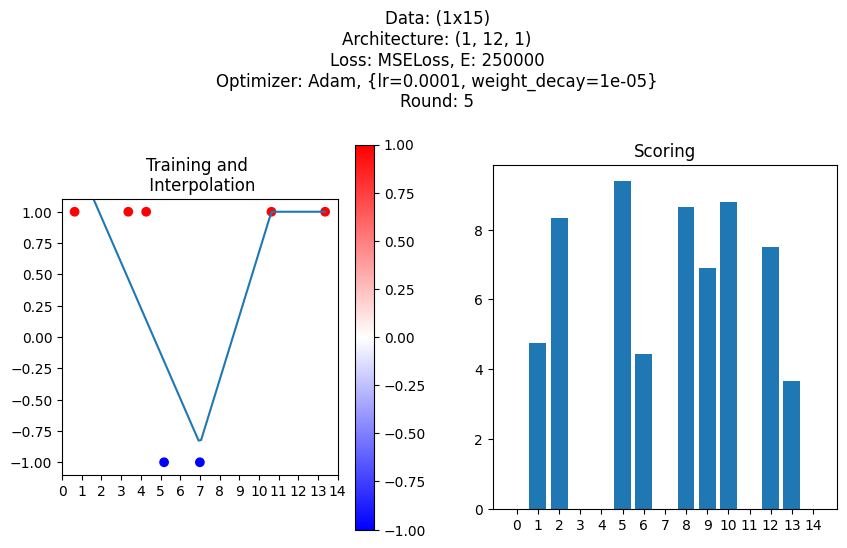 Data: (1x15)
Architecture: (1, 12, 1)
Loss: MSELoss, E: 250000
Optimizer: Adam, {lr=0.0001, weight_decay=1e-05}
Round: 5
Training and
Interpolation
1.00
0.75
0.50
0.25
0.00
−0.25
−0.50
−0.75
−1.00
0 1 2 3 4 5 6 7 8 9 10 11 12 13 14
1.00
0.75
0.50
0.25
0.00
−0.25
−0.50
−0.75
−1.00
Scoring
8
6
4
2
0
0 1 2 3 4 5 6 7 8 9 10 11 12 13 14